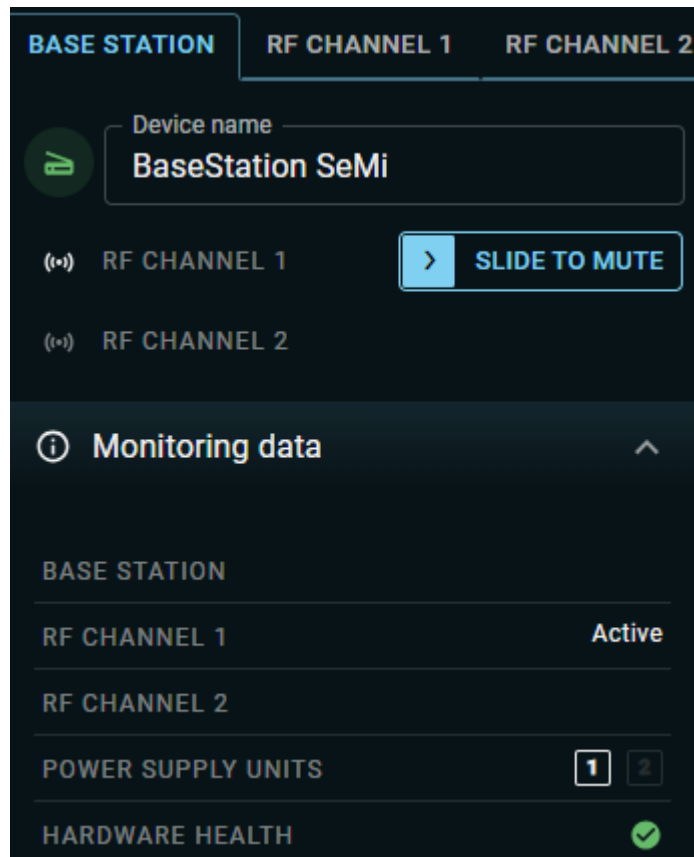 BASE STATION RF CHANNEL 1 RF CHANNEL 2
Device name
BaseStation SeMi
RF CHANNEL 1 SLIDE TO MUTE
RF CHANNEL 2
Monitoring data
BASE STATION
RF CHANNEL 1 Active
RF CHANNEL 2
POWER SUPPLY UNITS 1 2
HARDWARE HEALTH